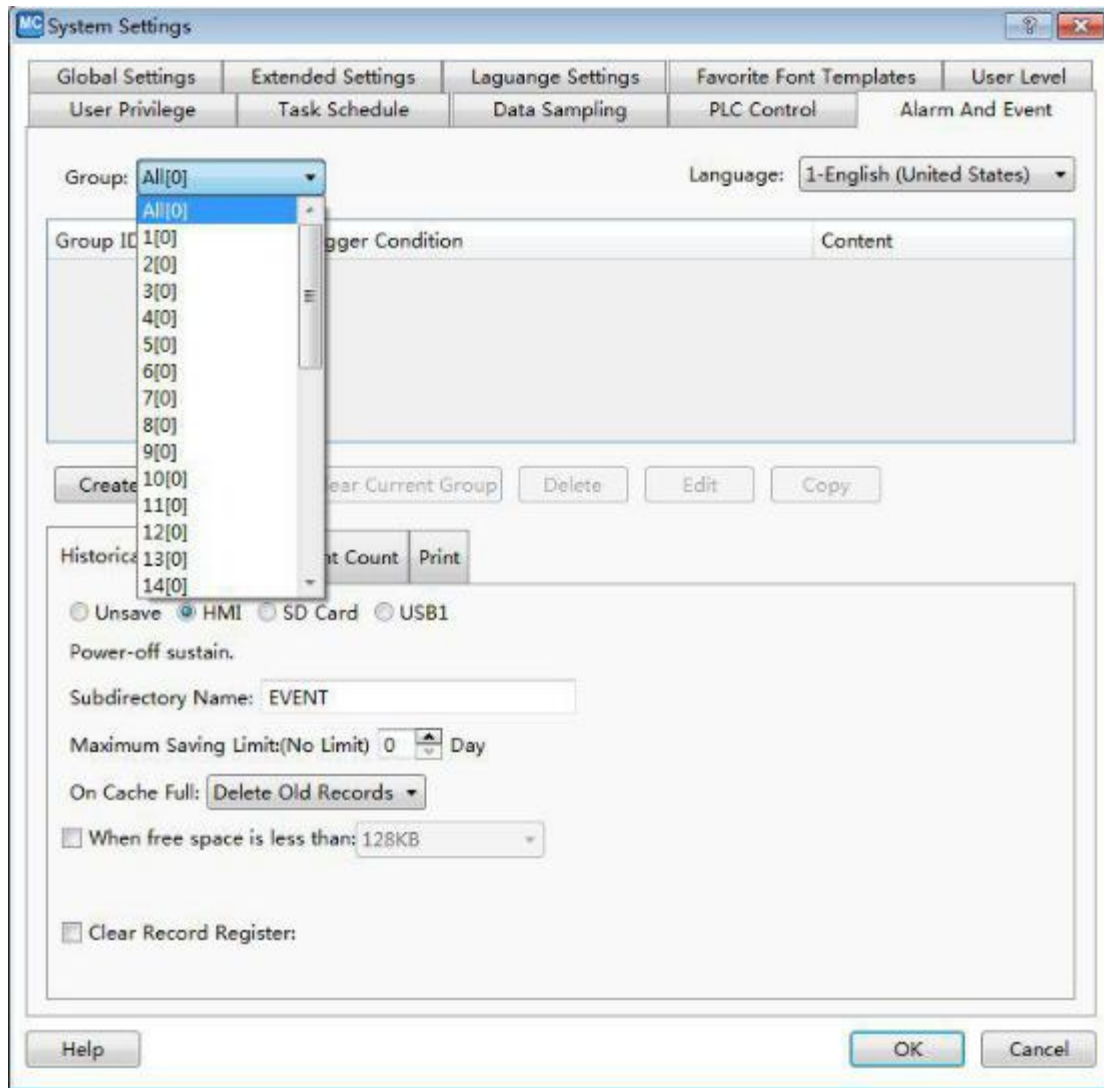 MC System Settings
Global Settings Extended Settings Laguange Settings Favorite Font Templates User Level
User Privilege Task Schedule Data Sampling PLC Control Alarm And Event
Group: All[0] Language: 1-English (United States)
All[0]
Group ID gger Condition Content
1[0]
2[0]
3[0]
4[0]
5[0]
6[0]
7[0]
8[0]
9[0]
10[0]
11[0]
12[0]
13[0]
14[0]
Create ear Current Group Delete Edit Copy
Historica nt Count Print
Unsave HMI SD Card USB1
Power-off sustain.
Subdirectory Name: EVENT
Maximum Saving Limit:(No Limit) 0 Day
On Cache Full: Delete Old Records
When free space is less than: 128KB
Clear Record Register:
Help OK Cancel